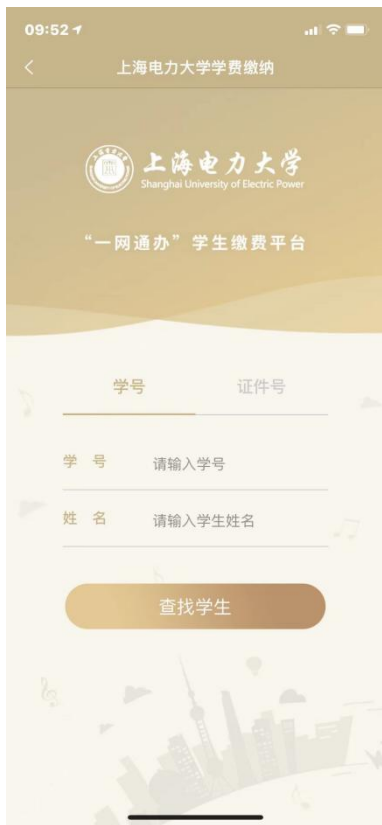 09:52
上海电力大学学费缴纳
上海电力大学
Shanghai University of Electric Power
“一网通办”学生缴费平台
学号 证件号
学 号 请输入学号
姓 名 请输入学生姓名
查找学生